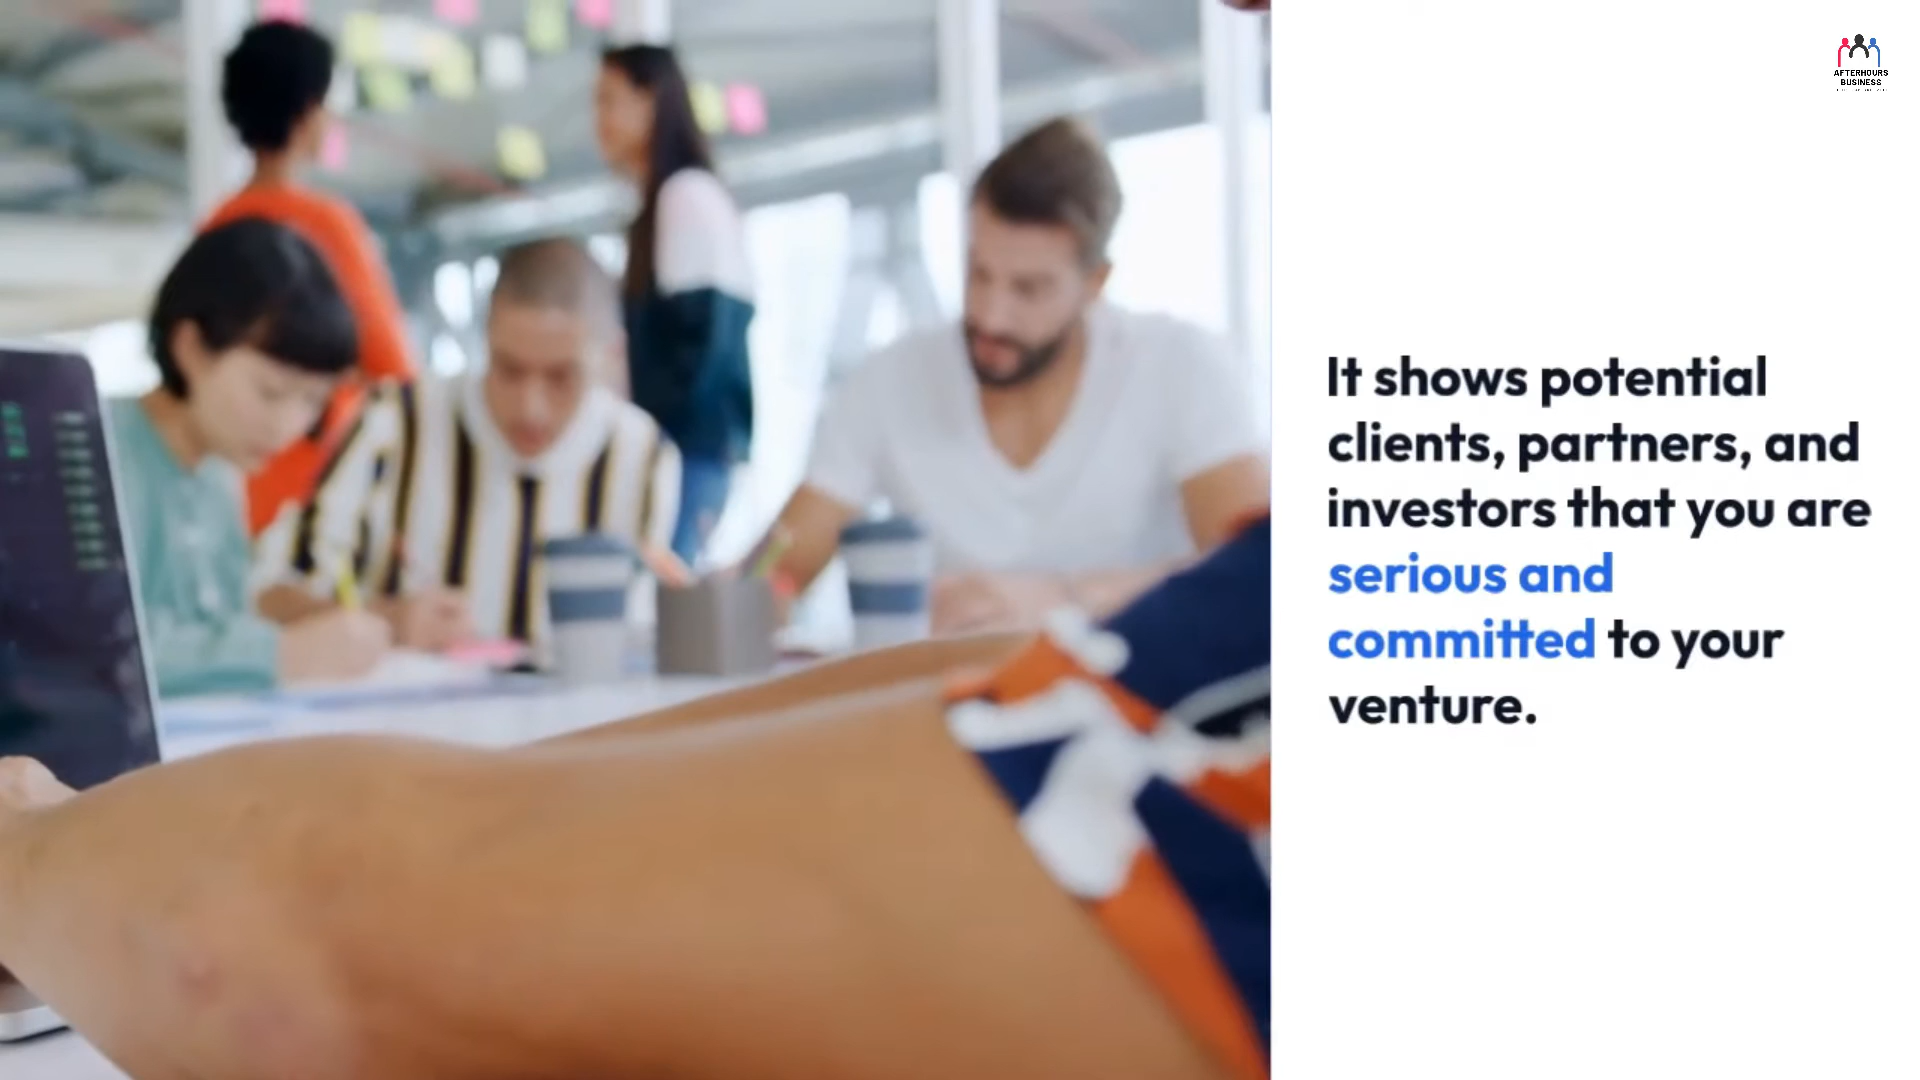 AFTERHOURS
BUSINESS
It shows potential
clients, partners, and
investors that you are
serious and
committed to your
venture.